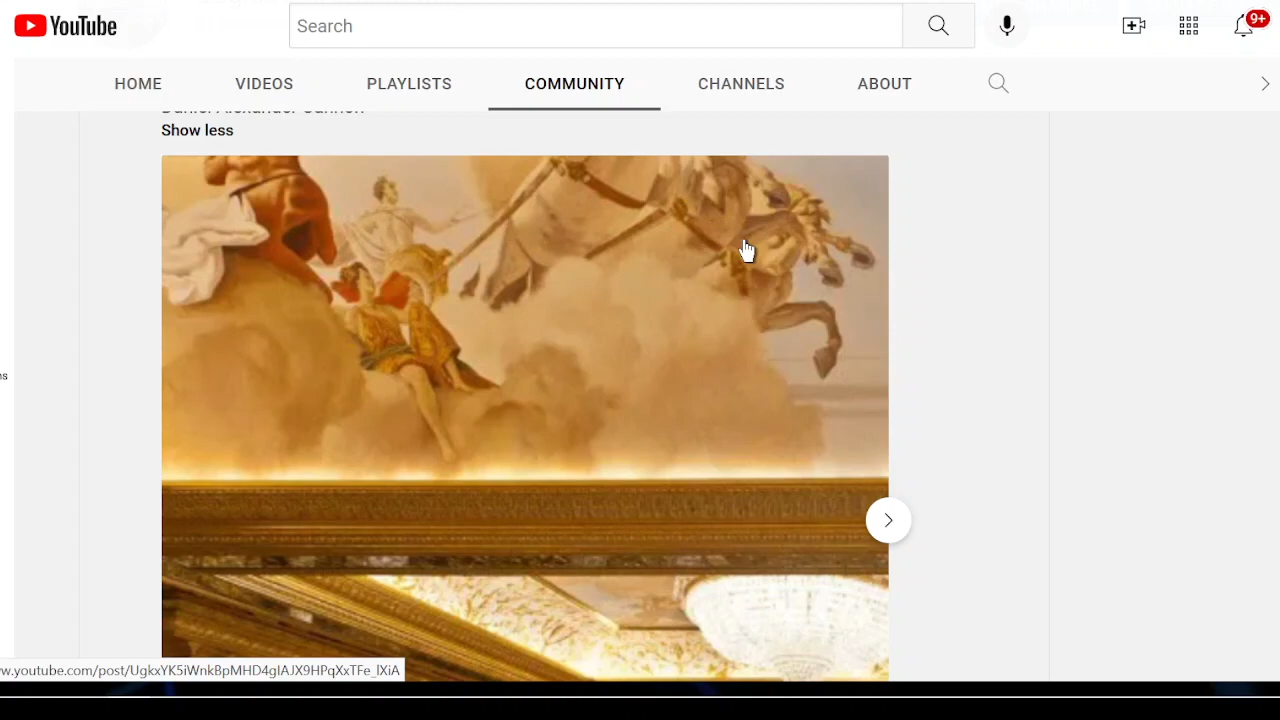 YouTube
Search
9+
HOME
VIDEOS
PLAYLISTS
COMMUNITY
CHANNELS
ABOUT
Show less
w.youtube.com/post/UgkxYK5iWnkBpMHD4gIAJX9HPqXxTFe_lXiA